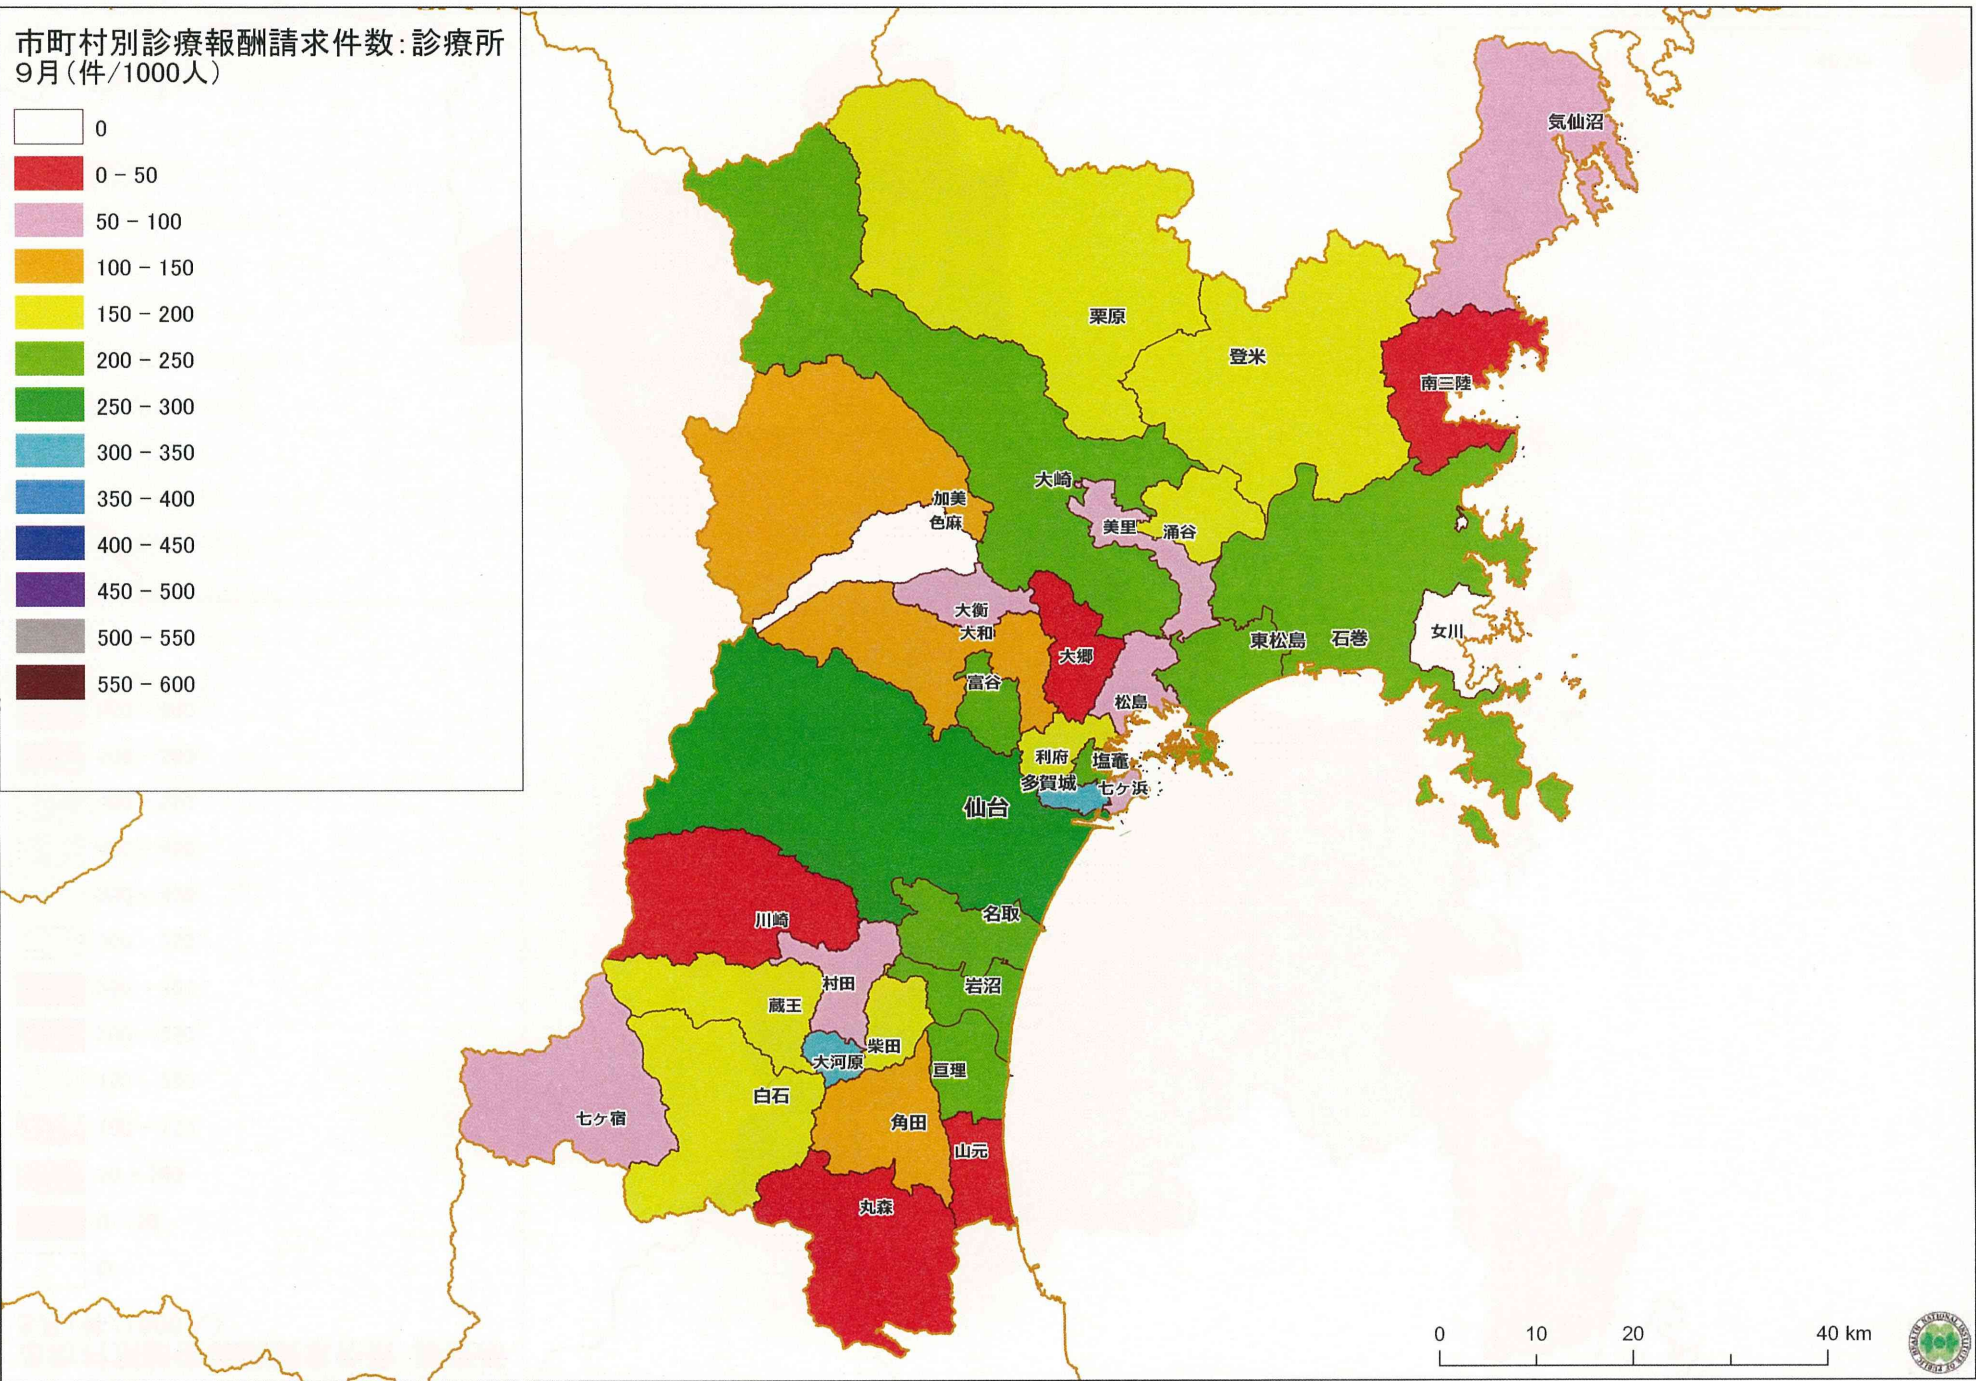 市町村別診療報酬請求件数:診療所
9月(件/1000人)
0
0 - 50
50 - 100
100 - 150
150 - 200
200 - 250
250 - 300
300 - 350
350 - 400
400 - 450
450 - 500
500 - 550
550 - 600
気仙沼
栗原
登米
南三陸
大崎
加美
色麻
美里
涌谷
大衡
大和
大郷
東松島
石巻
女川
富谷
松島
利府
塩竈
多賀城
七ヶ浜
仙台
川崎
名取
村田
岩沼
蔵王
柴田
大河原
亘理
白石
七ヶ宿
角田
山元
丸森
0 10 20 40 km